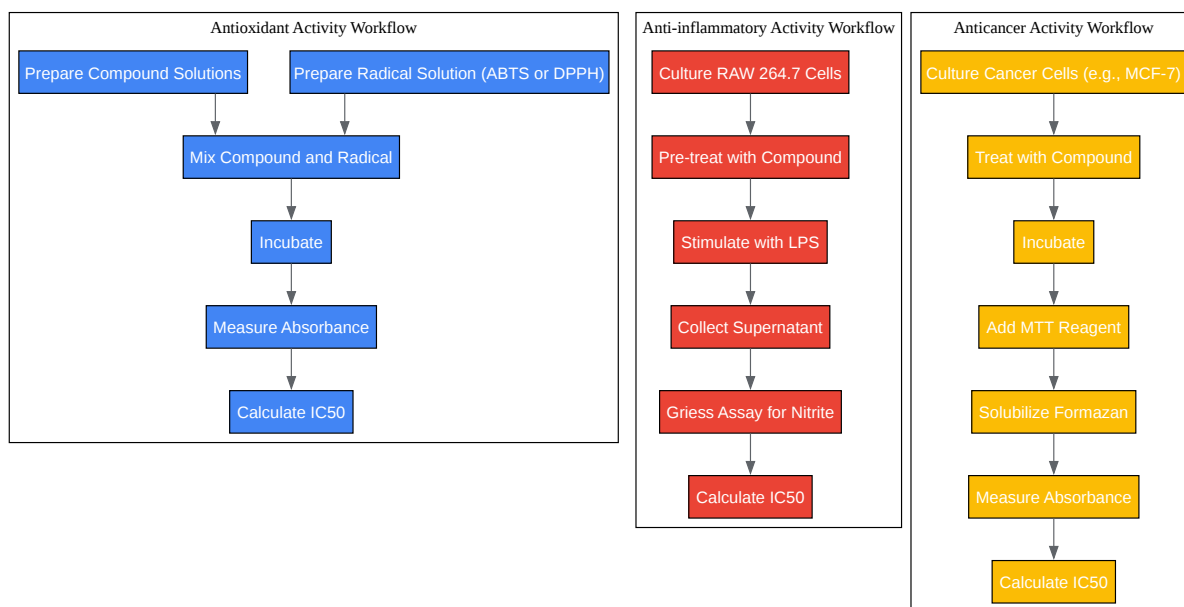 Antioxidant Activity Workflow
Prepare Compound Solutions
Prepare Radical Solution (ABTS or DPPH)
Mix Compound and Radical
Incubate
Measure Absorbance
Calculate IC50
Anti-inflammatory Activity Workflow
Culture RAW 264.7 Cells
Pre-treat with Compound
Stimulate with LPS
Collect Supernatant
Griess Assay for Nitrite
Calculate IC50
Anticancer Activity Workflow
Culture Cancer Cells (e.g., MCF-7)
Treat with Compound
Incubate
Add MTT Reagent
Solubilize Formazan
Measure Absorbance
Calculate IC50